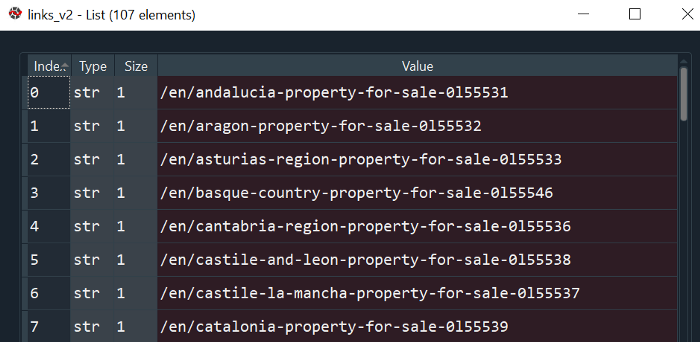 links_v2 - List (107 elements)
Inde.. Type Size Value
0 str 1 /en/andalucia-property-for-sale-0l55531
1 str 1 /en/aragon-property-for-sale-0l55532
2 str 1 /en/asturias-region-property-for-sale-0l55533
3 str 1 /en/basque-country-property-for-sale-0l55546
4 str 1 /en/cantabria-region-property-for-sale-0l55536
5 str 1 /en/castile-and-leon-property-for-sale-0l55538
6 str 1 /en/castile-la-mancha-property-for-sale-0l55537
7 str 1 /en/catalonia-property-for-sale-0l55539